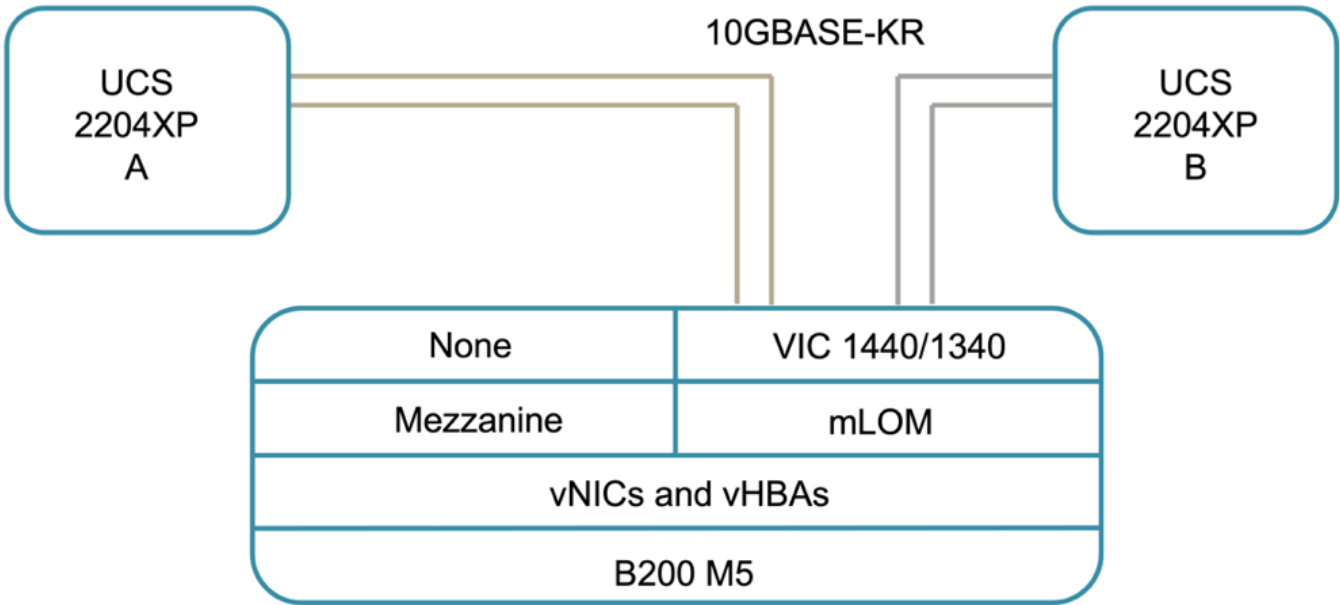 10GBASE-KR
UCS
2204XP
A
UCS
2204XP
B
None
VIC 1440/1340
Mezzanine
mLOM
vNICs and vHBAs
B200 M5